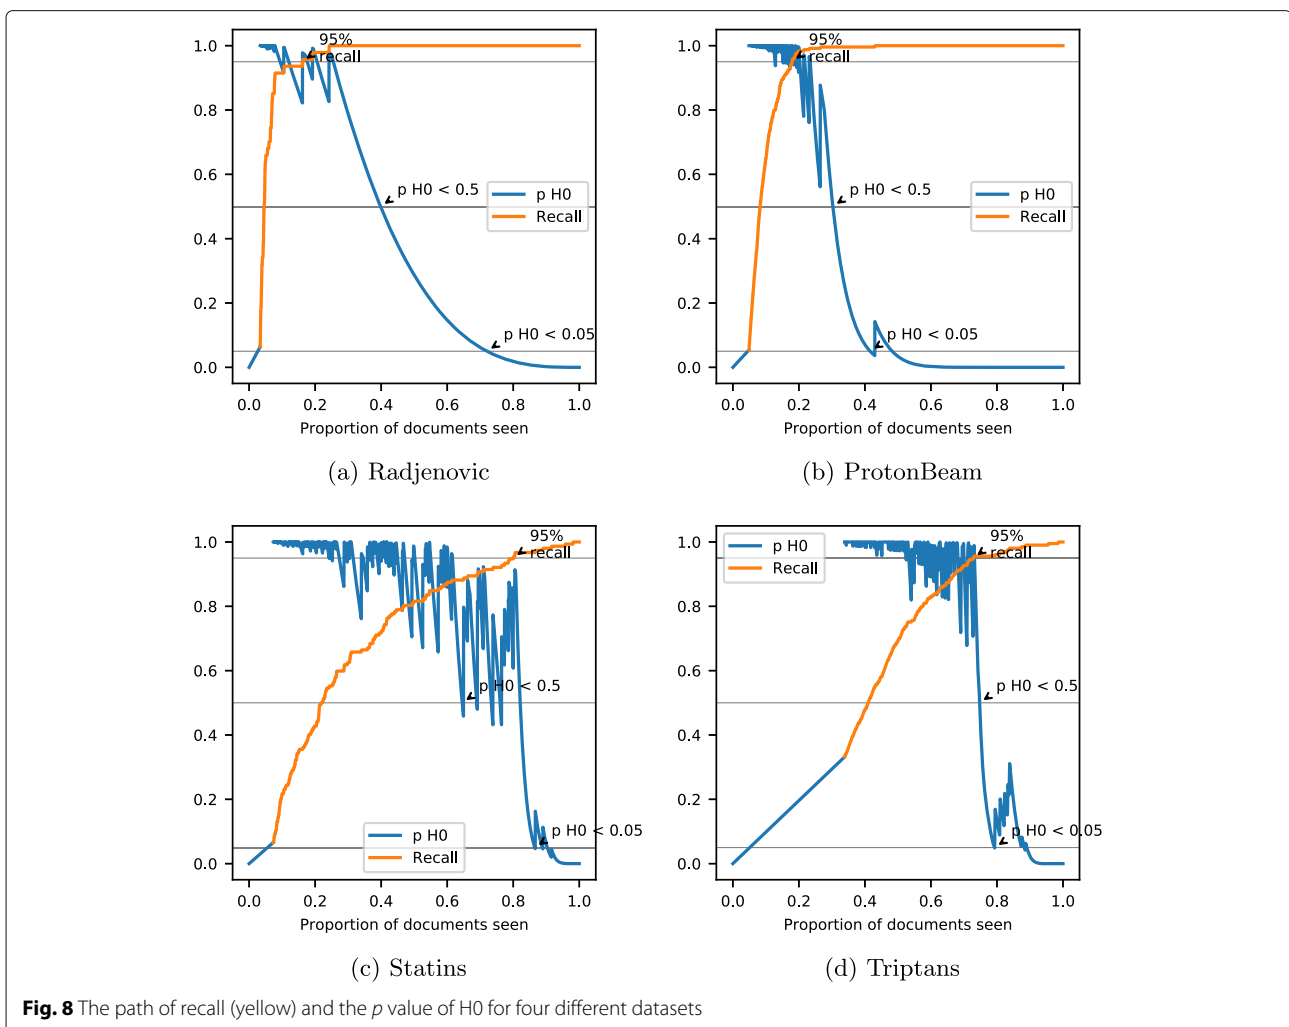 1.0
0.8
0.6
0.4
0.2
0.0
95%
recall
p H0 < 0.5
p H0
Recall
p H0 < 0.05
0.0 0.2 0.4 0.6 0.8 1.0
Proportion of documents seen
(a) Radjenovic
1.0
0.8
0.6
0.4
0.2
0.0
95%
recall
p H0 < 0.5
p H0
Recall
p H0 < 0.05
0.0 0.2 0.4 0.6 0.8 1.0
Proportion of documents seen
(b) ProtonBeam
1.0
0.8
0.6
0.4
0.2
0.0
95%
recall
p H0 < 0.5
p H0 < 0.05
p H0
Recall
0.0 0.2 0.4 0.6 0.8 1.0
Proportion of documents seen
(c) Statins
1.0
0.8
0.6
0.4
0.2
0.0
p H0
Recall
95%
recall
p H0 < 0.5
p H0 < 0.05
0.0 0.2 0.4 0.6 0.8 1.0
Proportion of documents seen
(d) Triptans
Fig. 8 The path of recall (yellow) and the p value of H0 for four different datasets